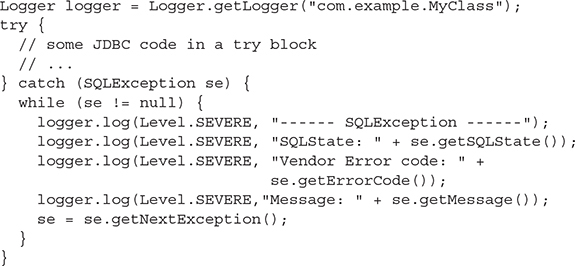 Logger logger = Logger.getLogger("com.example.MyClass");
try {
  // some JDBC code in a try block
  // ...
} catch (SQLException se) {
  while (se != null) {
    logger.log(Level.SEVERE, "------ SQLException ------");
    logger.log(Level.SEVERE, "SQLState: " + se.getSQLState());
    logger.log(Level.SEVERE, "Vendor Error code: " +
                              se.getErrorCode());
    logger.log(Level.SEVERE,"Message: " + se.getMessage());
    se = se.getNextException();
  }
}